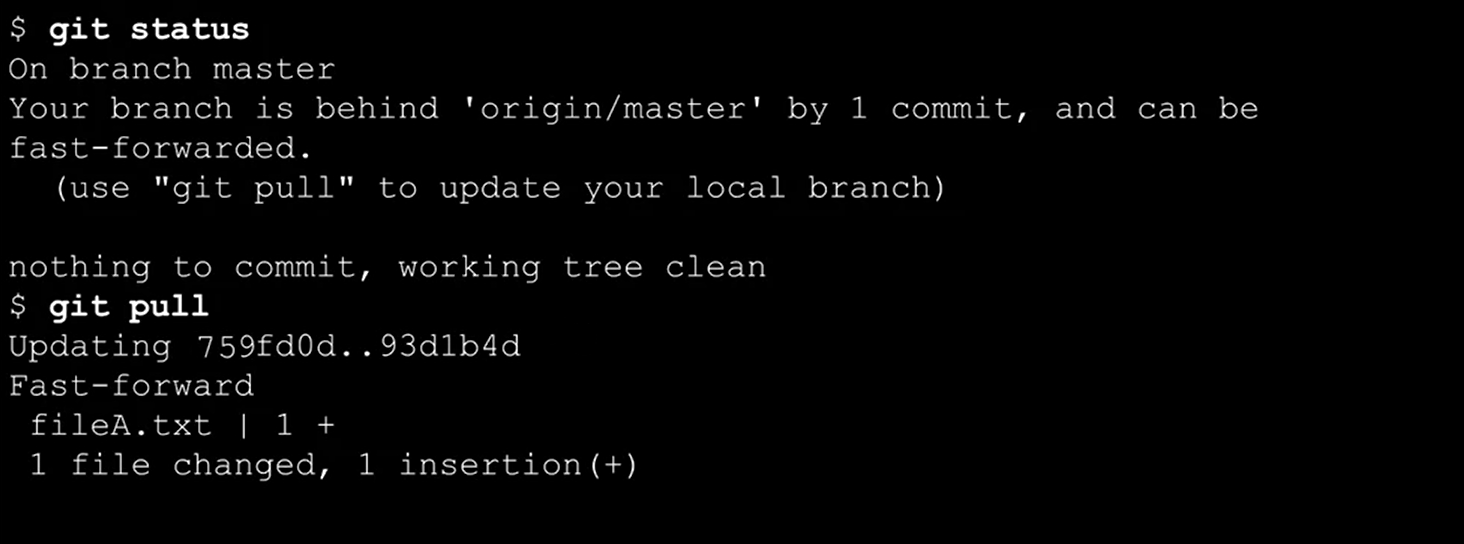 $ git status
On branch master
Your branch is behind 'origin/master' by 1 commit, and can be
fast-forwarded.
  (use "git pull" to update your local branch)

nothing to commit, working tree clean
$ git pull
Updating 759fd0d..93d1b4d
Fast-forward
 fileA.txt | 1 +
 1 file changed, 1 insertion(+)